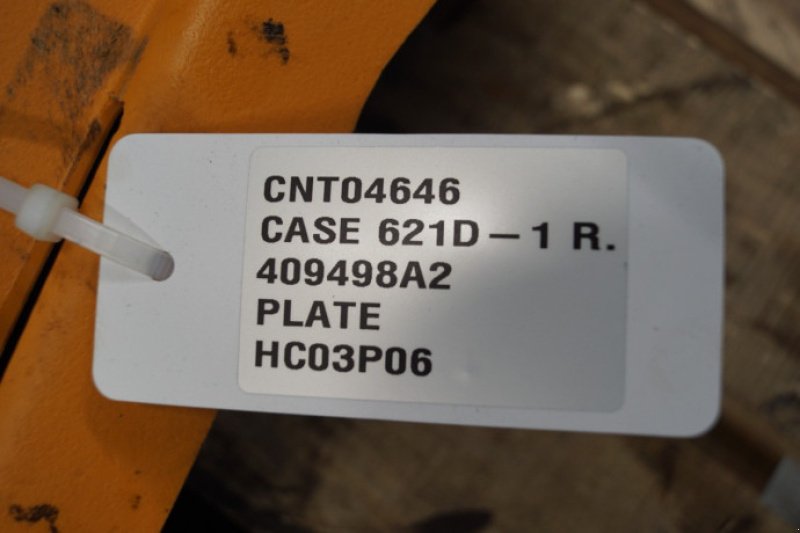 CNT04646
CASE 621D – 1 R.
409498A2
PLATE
HC03P06